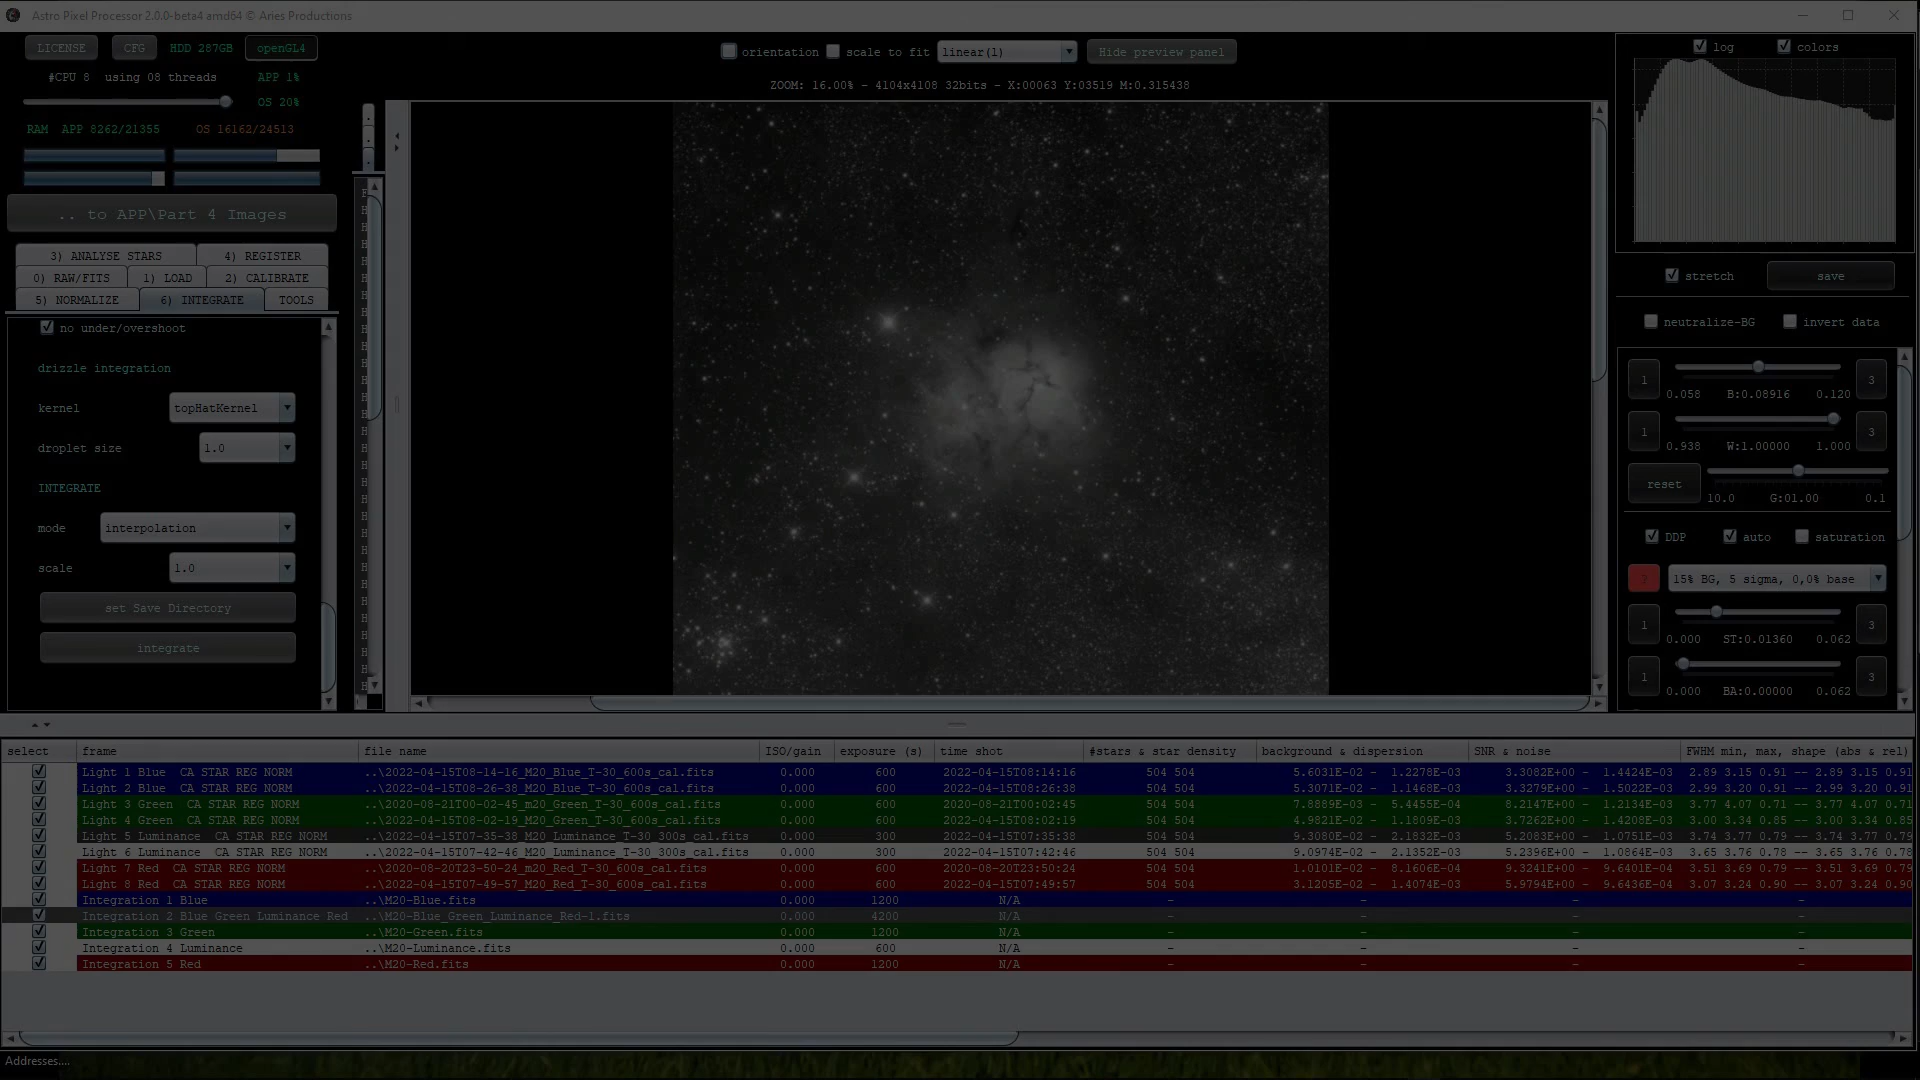 Astro Pixel Processor 2.0.0-beta4 amd64 © Aries Productions
LICENSE CFG HDD 287GB openGL4
#CPU 8 using 08 threads APP 1%
OS 20%
RAM APP 8262/21355 OS 16162/24513
.. to APP\Part 4 Images
3) ANALYSE STARS 4) REGISTER
0) RAW/FITS 1) LOAD 2) CALIBRATE
5) NORMALIZE 6) INTEGRATE TOOLS
no under/overshoot
drizzle integration
kernel topHatKernel
droplet size 1.0
INTEGRATE
mode interpolation
scale 1.0
set Save Directory
integrate
orientation scale to fit linear(1) Hide preview panel
ZOOM: 16.00% - 4104x4108 32bits - X:00063 Y:03519 M:0.315438
log colors
stretch save
neutralize-BG invert data
1 3
0.058 B:0.08916 0.120
1 3
0.938 W:1.00000 1.000
reset
10.0 G:01.00 0.1
DDP auto saturation
? 15% BG, 5 sigma, 0,0% base
1 3
0.000 ST:0.01360 0.062
1 3
0.000 BA:0.00000 0.062
select frame file name ISO/gain exposure (s) time shot #stars & star density background & dispersion SNR & noise FWHM min, max, shape (abs & rel)
Light 1 Blue CA STAR REG NORM ..\2022-04-15T08-14-16_M20_Blue_T-30_600s_cal.fits 0.000 600 2022-04-15T08:14:16 504 504 5.6031E-02 - 1.2278E-03 3.3082E+00 - 1.4424E-03 2.89 3.15 0.91 -- 2.89 3.15 0.91
Light 2 Blue CA STAR REG NORM ..\2022-04-15T08-26-38_M20_Blue_T-30_600s_cal.fits 0.000 600 2022-04-15T08:26:38 504 504 5.3071E-02 - 1.1468E-03 3.3279E+00 - 1.5022E-03 2.99 3.20 0.91 -- 2.99 3.20 0.91
Light 3 Green CA STAR REG NORM ..\2020-08-21T00-02-45_m20_Green_T-30_600s_cal.fits 0.000 600 2020-08-21T00:02:45 504 504 7.8889E-03 - 5.4455E-04 8.2147E+00 - 1.2134E-03 3.77 4.07 0.71 -- 3.77 4.07 0.71
Light 4 Green CA STAR REG NORM ..\2022-04-15T08-02-19_M20_Green_T-30_600s_cal.fits 0.000 600 2022-04-15T08:02:19 504 504 4.9821E-02 - 1.1809E-03 3.7262E+00 - 1.4208E-03 3.00 3.34 0.85 -- 3.00 3.34 0.85
Light 5 Luminance CA STAR REG NORM ..\2022-04-15T07-35-38_M20_Luminance_T-30_300s_cal.fits 0.000 300 2022-04-15T07:35:38 504 504 9.3080E-02 - 2.1832E-03 5.2083E+00 - 1.0751E-03 3.74 3.77 0.79 -- 3.74 3.77 0.79
Light 6 Luminance CA STAR REG NORM ..\2022-04-15T07-42-46_M20_Luminance_T-30_300s_cal.fits 0.000 300 2022-04-15T07:42:46 504 504 9.0974E-02 - 2.1352E-03 5.2396E+00 - 1.0864E-03 3.65 3.76 0.78 -- 3.65 3.76 0.78
Light 7 Red CA STAR REG NORM ..\2020-08-20T23-50-24_m20_Red_T-30_600s_cal.fits 0.000 600 2020-08-20T23:50:24 504 504 1.0101E-02 - 8.1606E-04 9.3241E+00 - 9.6401E-04 3.51 3.69 0.79 -- 3.51 3.69 0.79
Light 8 Red CA STAR REG NORM ..\2022-04-15T07-49-57_M20_Red_T-30_600s_cal.fits 0.000 600 2022-04-15T07:49:57 504 504 3.1205E-02 - 1.4074E-03 5.9794E+00 - 9.6436E-04 3.07 3.24 0.90 -- 3.07 3.24 0.90
Integration 1 Blue ..\M20-Blue.fits 0.000 1200 N/A - - - -
Integration 2 Blue Green Luminance Red ..\M20-Blue_Green_Luminance_Red-1.fits 0.000 4200 N/A - - - -
Integration 3 Green ..\M20-Green.fits 0.000 1200 N/A - - - -
Integration 4 Luminance ..\M20-Luminance.fits 0.000 600 N/A - - - -
Integration 5 Red ..\M20-Red.fits 0.000 1200 N/A - - - -
Addresses....